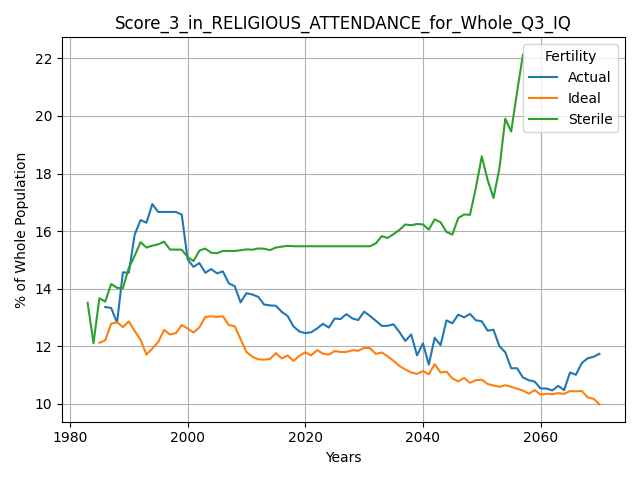 Score_3_in_RELIGIOUS_ATTENDANCE_for_Whole_Q3_IQ
Fertility
Actual
Ideal
Sterile
% of Whole Population
22
20
18
16
14
12
10
1980
2000
2020
2040
2060
Years